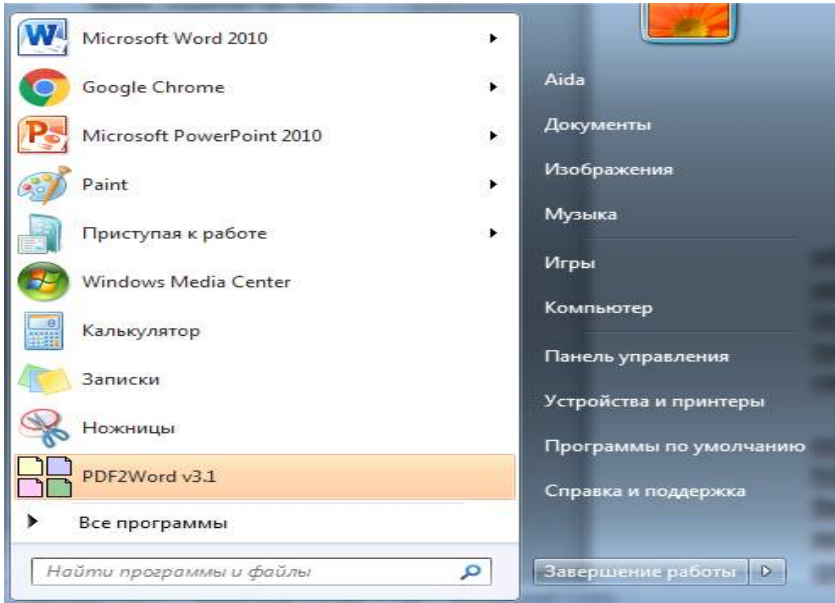 Microsoft Word 2010
Google Chrome
Microsoft PowerPoint 2010
Paint
Приступая к работе
Windows Media Center
Калькулятор
Записки
Ножницы
PDF2Word v3.1
Все программы
Найти программы и файлы
Aida
Документы
Изображения
Музыка
Игры
Компьютер
Панель управления
Устройства и принтеры
Программы по умолчанию
Справка и поддержка
Завершение работы